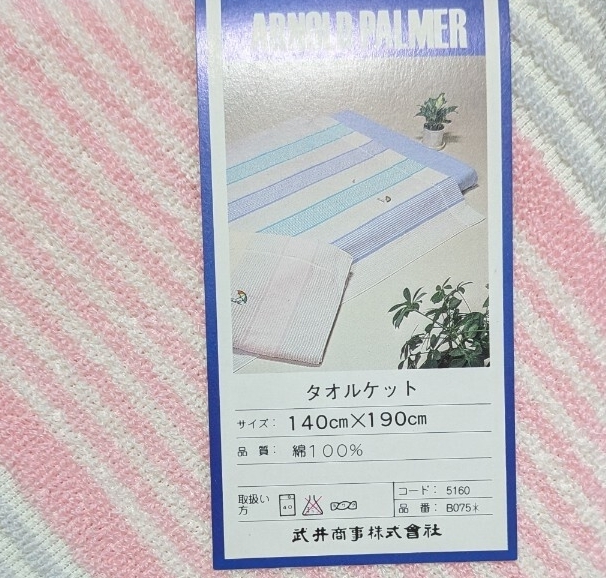 ARNOLD PALMER
タオルケット
サイズ: 140cm×190cm
品 質: 綿100%
取扱い方
40
コード: 5160
品 番: B075*
武井商事株式會社